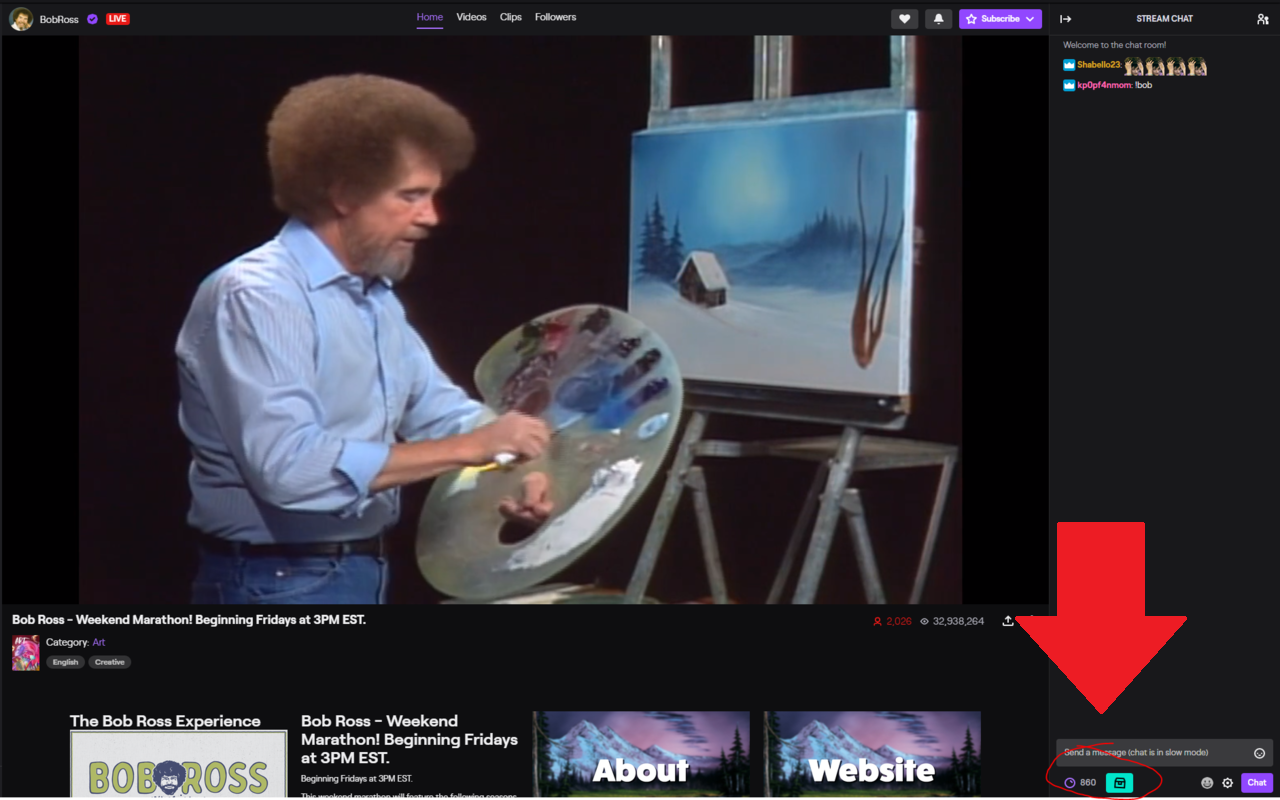 BobRoss LIVE
Home Videos Clips Followers
Subscribe
STREAM CHAT
Welcome to the chat room!
Shabello23:
kp0pf4nmom: !bob
Bob Ross - Weekend Marathon! Beginning Fridays at 3PM EST.
2,026 32,938,264
Category: Art
English Creative
The Bob Ross Experience
BOB ROSS
Bob Ross - Weekend
Marathon! Beginning Fridays
at 3PM EST.
Beginning Fridays at 3PM EST.
This weekend marathon will feature the following seasons
About
Website
Send a message (chat is in slow mode)
860
Chat